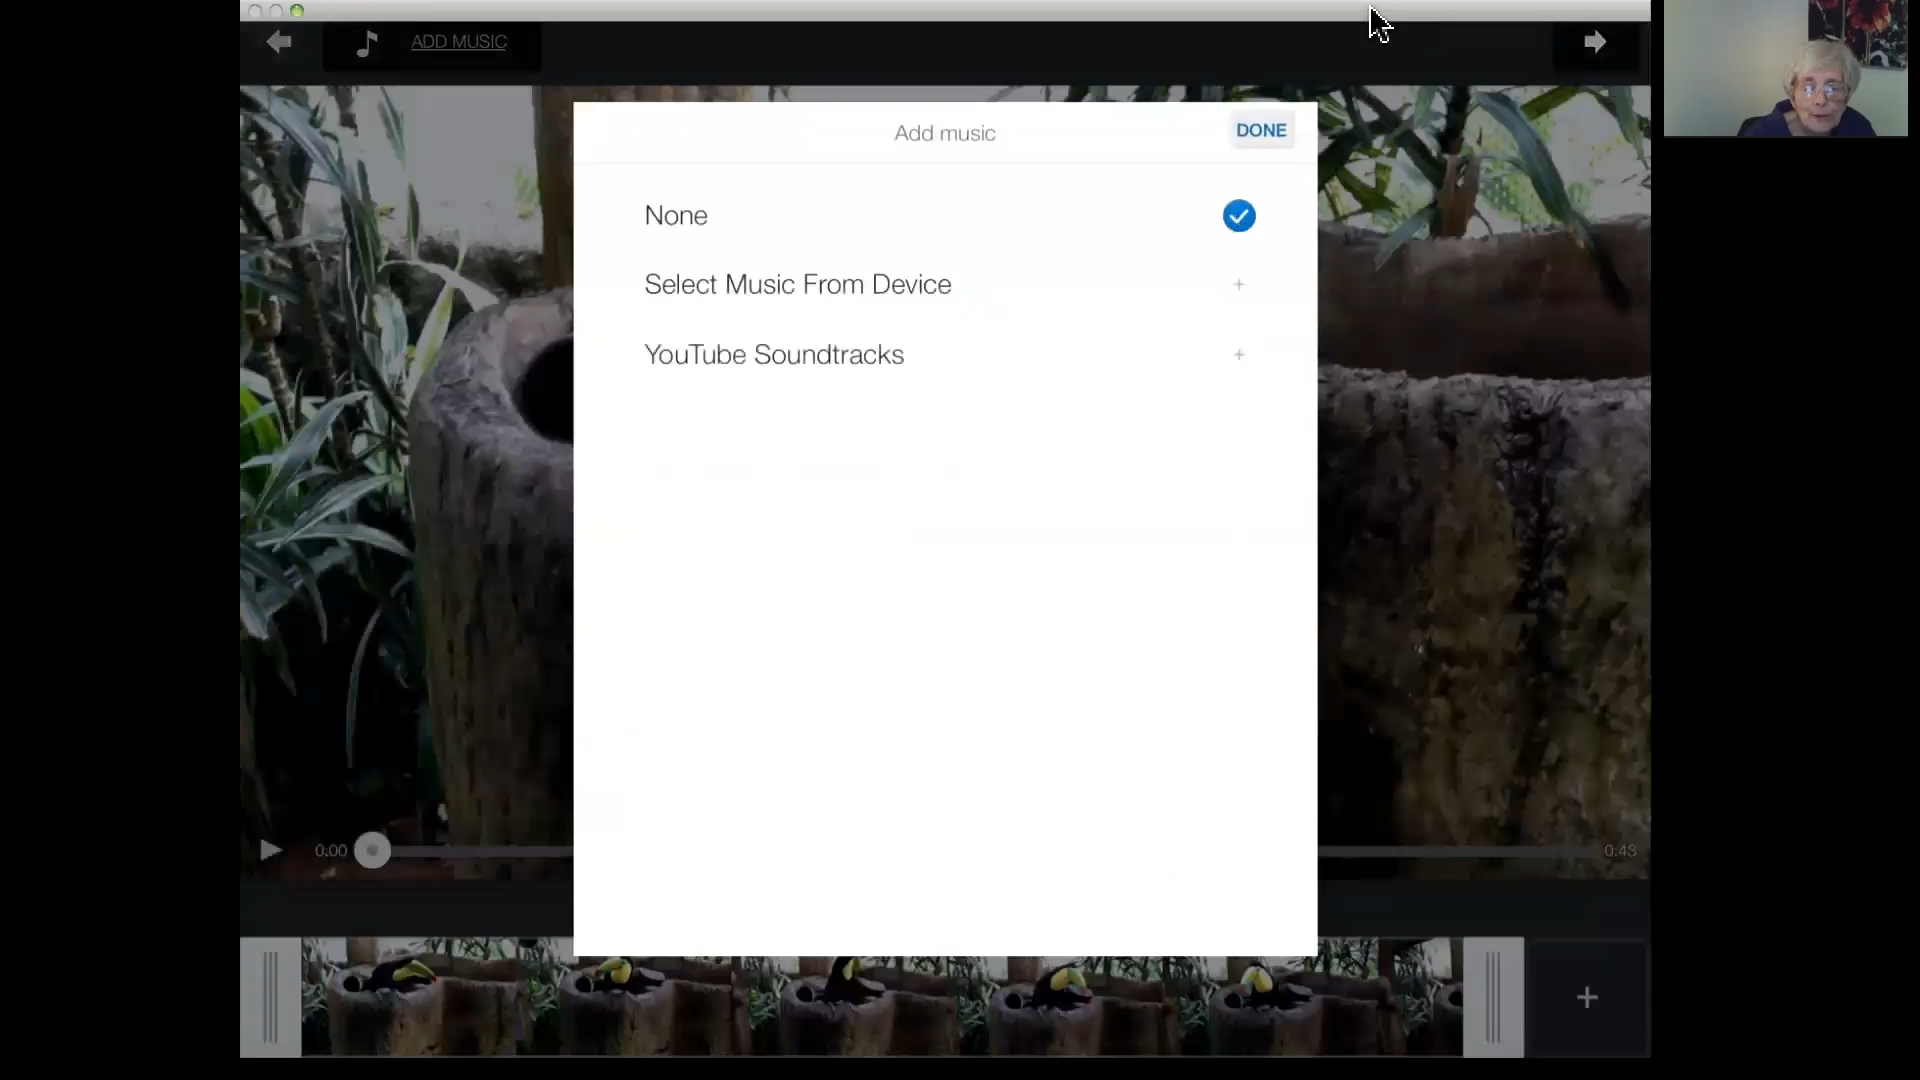 ADD MUSIC
Add music
DONE
None
Select Music From Device
YouTube Soundtracks
0:00
0:43